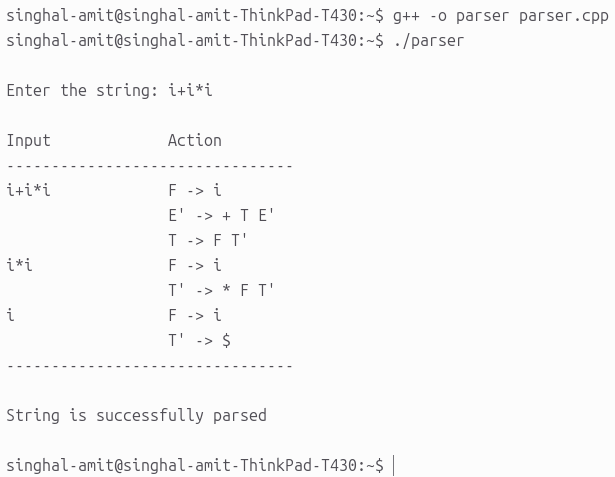 singhal-amit@singhal-amit-ThinkPad-T430:~$ g++ -o parser parser.cpp
singhal-amit@singhal-amit-ThinkPad-T430:~$ ./parser
Enter the string: i+i*i
Input Action
--------------------------------
i+i*i F -> i
E' -> + T E'
T -> F T'
i*i F -> i
T' -> * F T'
i F -> i
T' -> $
--------------------------------
String is successfully parsed
singhal-amit@singhal-amit-ThinkPad-T430:~$